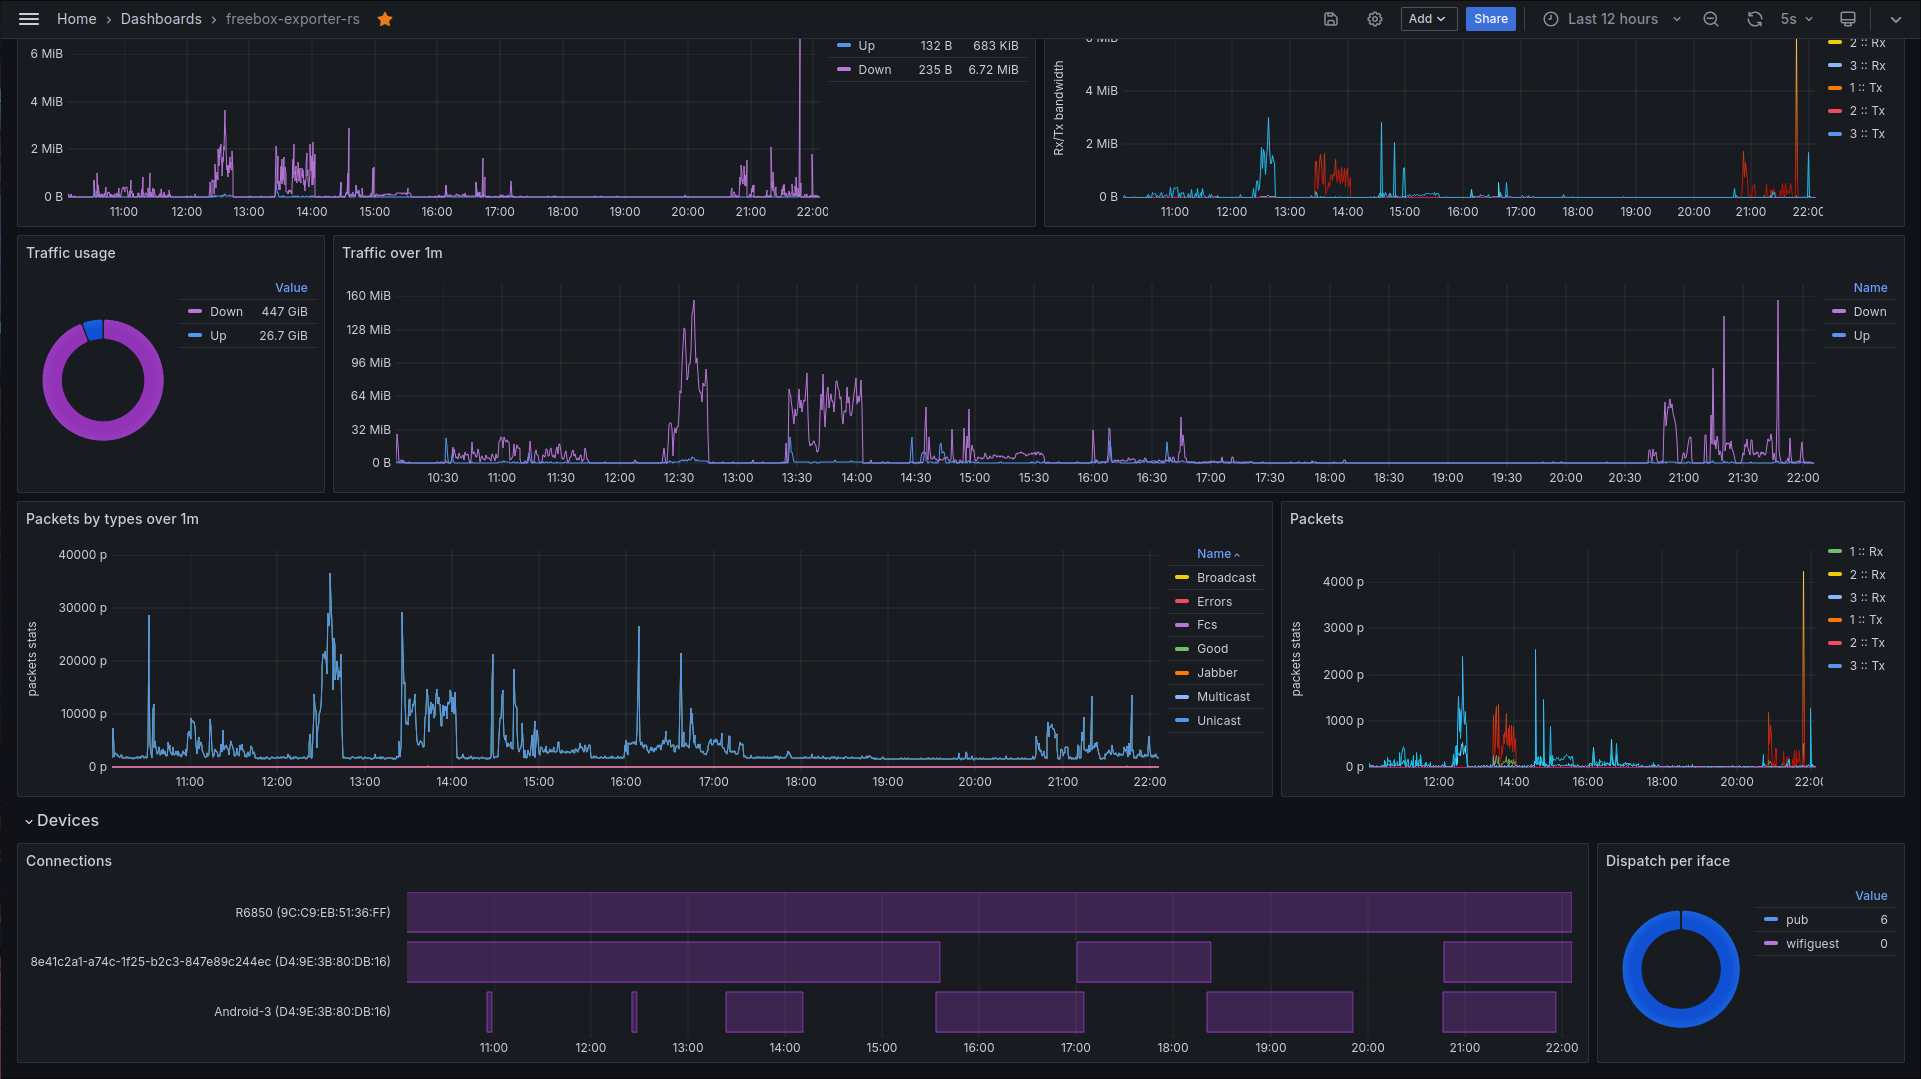 Home › Dashboards › freebox-exporter-rs
Add
Share
Last 12 hours
5s
6 MiB
4 MiB
2 MiB
0 B
11:00 12:00 13:00 14:00 15:00 16:00 17:00 18:00 19:00 20:00 21:00 22:00
Up 132 B 683 KiB
Down 235 B 6.72 MiB
Rx/Tx bandwidth
6 MiB
4 MiB
2 MiB
0 B
11:00 12:00 13:00 14:00 15:00 16:00 17:00 18:00 19:00 20:00 21:00 22:00
2 :: Rx
3 :: Rx
1 :: Tx
2 :: Tx
3 :: Tx
Traffic usage
Value
Down 447 GiB
Up 26.7 GiB
Traffic over 1m
160 MiB
128 MiB
96 MiB
64 MiB
32 MiB
0 B
10:30 11:00 11:30 12:00 12:30 13:00 13:30 14:00 14:30 15:00 15:30 16:00 16:30 17:00 17:30 18:00 18:30 19:00 19:30 20:00 20:30 21:00 21:30 22:00
Name
Down
Up
Packets by types over 1m
packets stats
40000 p
30000 p
20000 p
10000 p
0 p
11:00 12:00 13:00 14:00 15:00 16:00 17:00 18:00 19:00 20:00 21:00 22:00
Name
Broadcast
Errors
Fcs
Good
Jabber
Multicast
Unicast
Packets
packets stats
4000 p
3000 p
2000 p
1000 p
0 p
12:00 14:00 16:00 18:00 20:00 22:00
1 :: Rx
2 :: Rx
3 :: Rx
1 :: Tx
2 :: Tx
3 :: Tx
Devices
Connections
R6850 (9C:C9:EB:51:36:FF)
8e41c2a1-a74c-1f25-b2c3-847e89c244ec (D4:9E:3B:80:DB:16)
Android-3 (D4:9E:3B:80:DB:16)
11:00 12:00 13:00 14:00 15:00 16:00 17:00 18:00 19:00 20:00 21:00 22:00
Dispatch per iface
Value
pub 6
wifiguest 0